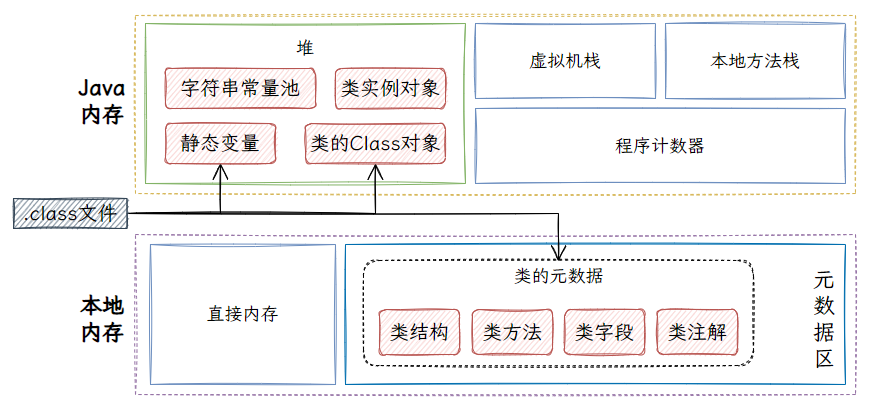 Java
内存
堆
字符串常量池
类实例对象
静态变量
类的Class对象
虚拟机栈
本地方法栈
程序计数器
.class文件
本地
内存
直接内存
类的元数据
类结构
类方法
类字段
类注解
元
数
据
区